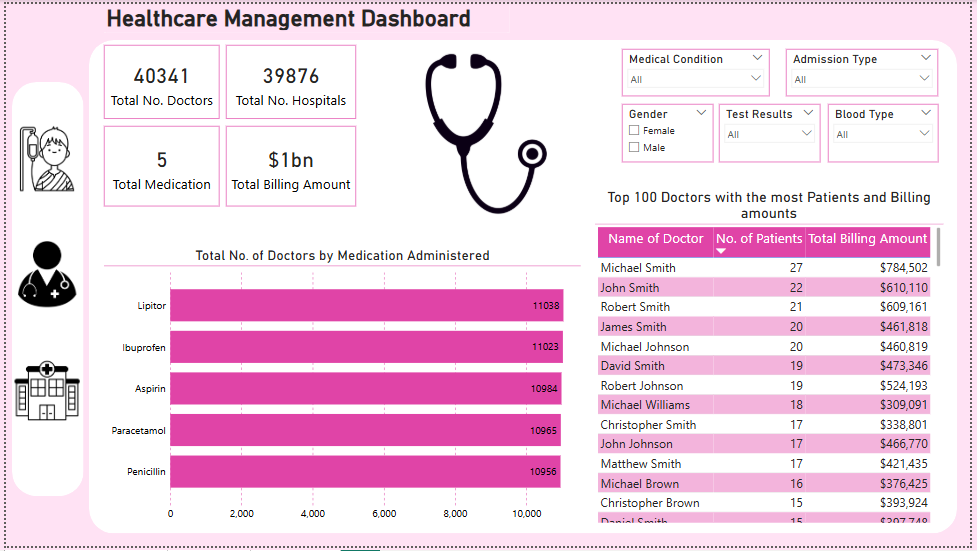 Healthcare Management Dashboard
40341
Total No. Doctors
39876
Total No. Hospitals
5
Total Medication
$1bn
Total Billing Amount
Medical Condition
All
Admission Type
All
Gender
Female
Male
Test Results
All
Blood Type
All
Total No. of Doctors by Medication Administered
Lipitor 11038
Ibuprofen 11023
Aspirin 10984
Paracetamol 10965
Penicillin 10956
0 2,000 4,000 6,000 8,000 10,000
Top 100 Doctors with the most Patients and Billing
amounts
Name of Doctor No. of Patients Total Billing Amount
Michael Smith 27 $784,502
John Smith 22 $610,110
Robert Smith 21 $609,161
James Smith 20 $461,818
Michael Johnson 20 $460,819
David Smith 19 $473,346
Robert Johnson 19 $524,193
Michael Williams 18 $309,091
Christopher Smith 17 $338,801
John Johnson 17 $466,770
Matthew Smith 17 $421,435
Michael Brown 16 $376,425
Christopher Brown 15 $393,924
Daniel Smith 15